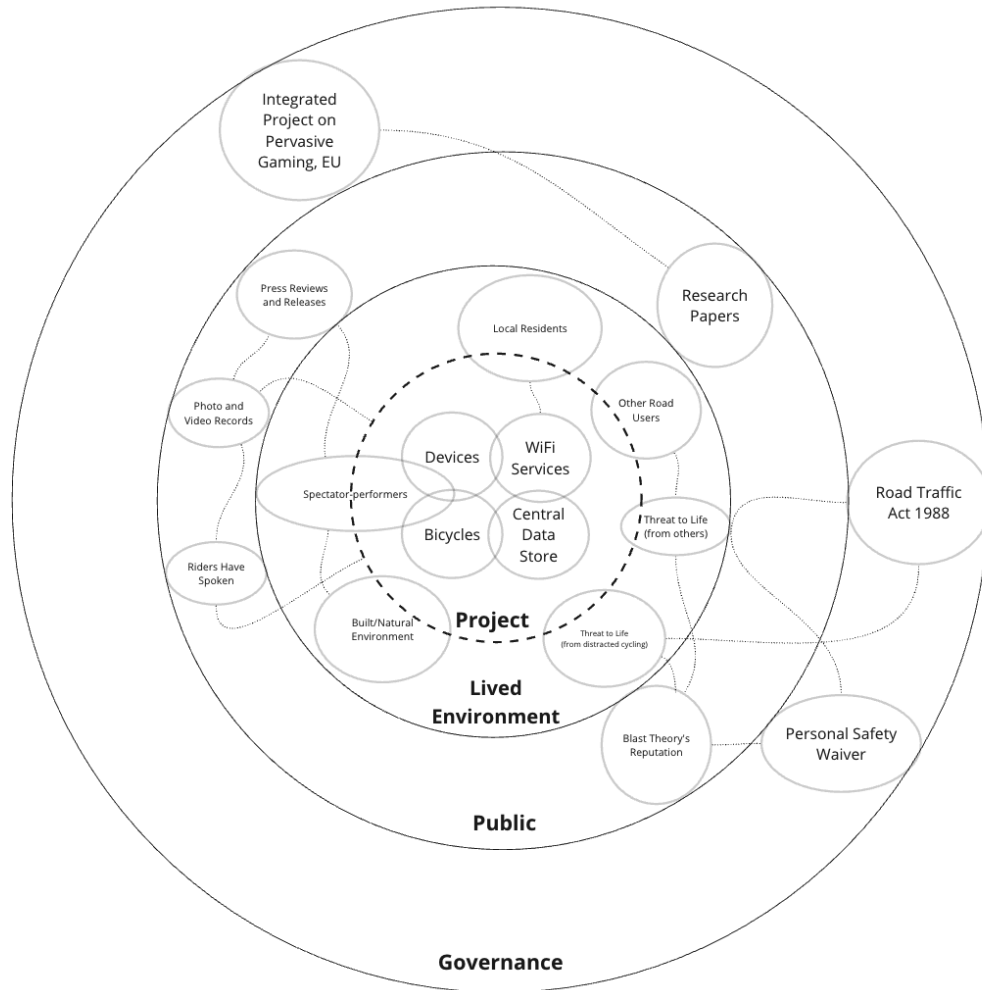 Integrated
Project on
Pervasive
Gaming, EU
Press Reviews
and Releases
Research
Papers
Local Residents
Photo and
Video Records
Other Road
Users
Devices
WiFi
Services
Spectator-performers
Road Traffic
Act 1988
Bicycles
Central
Data
Store
Threat to Life
(from others)
Riders Have
Spoken
Built/Natural
Environment
Project
Threat to Life
(from distracted cycling)
Lived
Environment
Blast Theory's
Reputation
Personal Safety
Waiver
Public
Governance